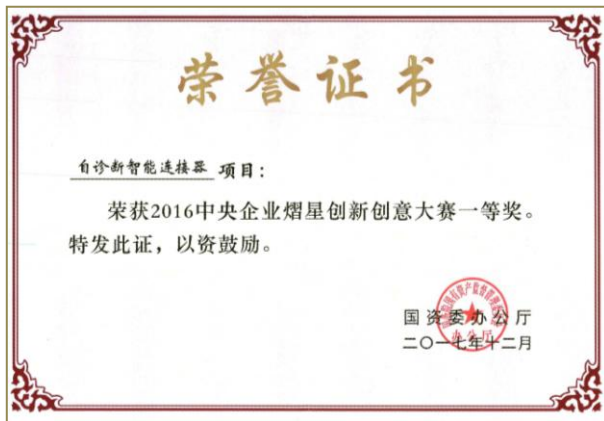 荣誉证书
自诊断智能连接器 项目：
荣获2016中央企业熠星创新创意大赛一等奖。
特发此证，以资鼓励。
国资委办公厅
二〇一七年十二月
办公厅